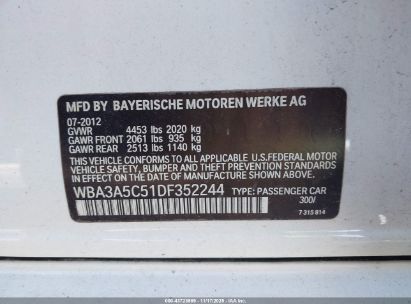 MFD BY BAYERISCHE MOTOREN WERKE AG
07-2012
GVWR 4453 lbs 2020 kg
GAWR FRONT 2061 lbs 935 kg
GAWR REAR 2513 lbs 1140 kg
THIS VEHICLE CONFORMS TO ALL APPLICABLE U.S.FEDERAL MOTOR
VEHICLE SAFETY, BUMPER, AND THEFT PREVENTION STANDARDS
IN EFFECT ON THE DATE OF MANUFACTURE SHOWN ABOVE.
WBA3A5C51DF352244 TYPE: PASSENGER CAR
300/
7 315 814